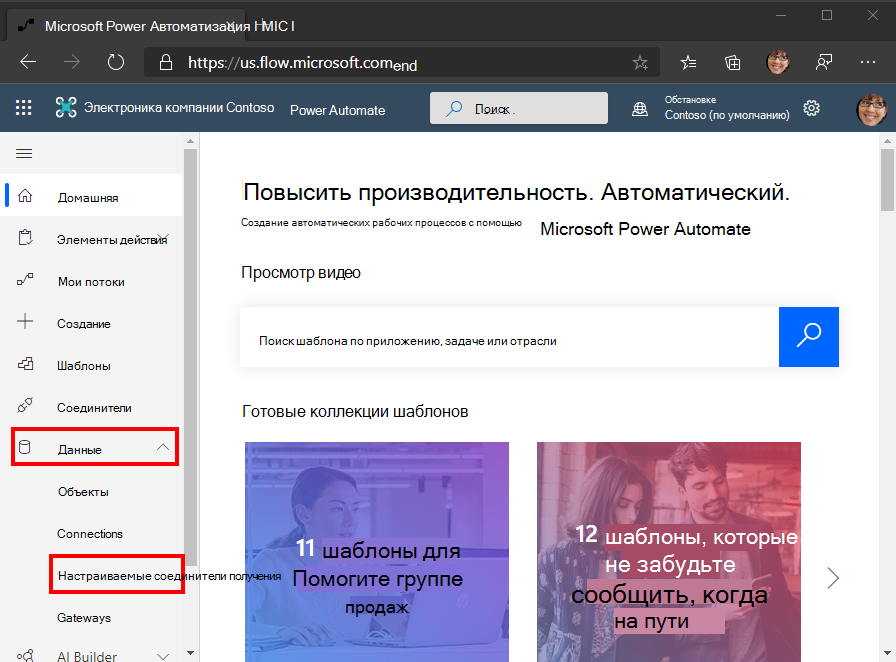 Microsoft Power Автоматизация
https://us.flow.microsoft.comend
Электроника компании Contoso
Power Automate
Поиск.
Обстановке
Contoso (по умолчанию)
Домашняя
Элементы действия
Мои потоки
Создание
Шаблоны
Соединители
Данные
Объекты
Connections
Настраиваемые соединители получения
Gateways
AI Builder
Повысить производительность. Автоматический.
Создание автоматических рабочих процессов с помощью
Microsoft Power Automate
Просмотр видео
Поиск шаблона по приложению, задаче или отрасли
Готовые коллекции шаблонов
11 шаблоны для
Помогите группе
продаж
12 шаблоны, которые
не забудьте
сообщить, когда
на пути